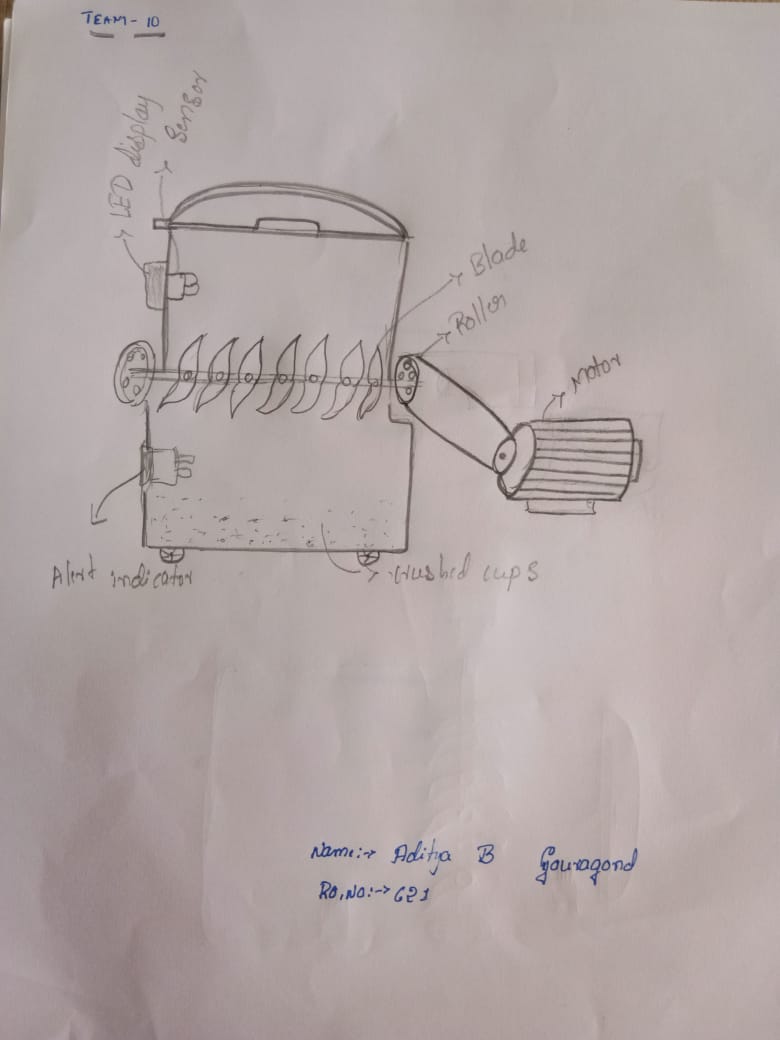 TEAM - 10
LED display
Sensor
Blade
Roller
Motor
Alert indicator
crushed cups
Name:→ Aditya B Gouragond
Ro.No:→ 621